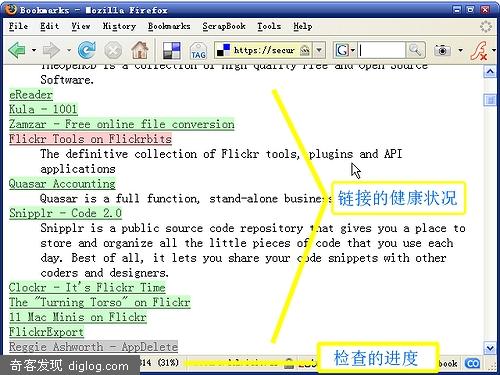 Bookmarks - Mozilla Firefox
File Edit View History Bookmarks ScrapBook Tools Help
TAG https://secur G
TheOpenCD is a collection of High Quality Free and Open Source
Software.
eReader
Kula - 1001
Zamzar - Free online file conversion
Flickr Tools on Flickrbits
The definitive collection of Flickr tools, plugins and API
applications
Quasar Accounting
Quasar is a full function, stand-alone business
链接的健康状况
Snipplr - Code 2.0
Snipplr is a public source code repository that gives you a place to
store and organize all the little pieces of code that you use each
day. Best of all, it lets you share your code snippets with other
coders and designers.
Clockr - It's Flickr Time
The "Turning Torso" on Flickr
11 Mac Minis on Flickr
FlickrExport
Reggie Ashworth - AppDelete
奇客发现 diglog.com 814 (31%)
检查的进度